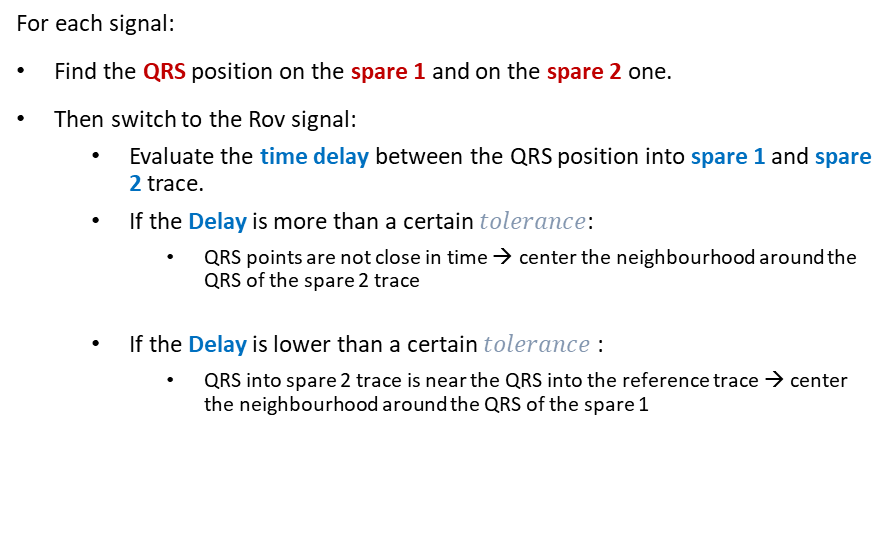 For each signal:
• Find the QRS position on the spare 1 and on the spare 2 one.
• Then switch to the Rov signal:
• Evaluate the time delay between the QRS position into spare 1 and spare
2 trace.
• If the Delay is more than a certain tolerance:
• QRS points are not close in time → center the neighbourhood around the
QRS of the spare 2 trace
• If the Delay is lower than a certain tolerance :
• QRS into spare 2 trace is near the QRS into the reference trace → center
the neighbourhood around the QRS of the spare 1